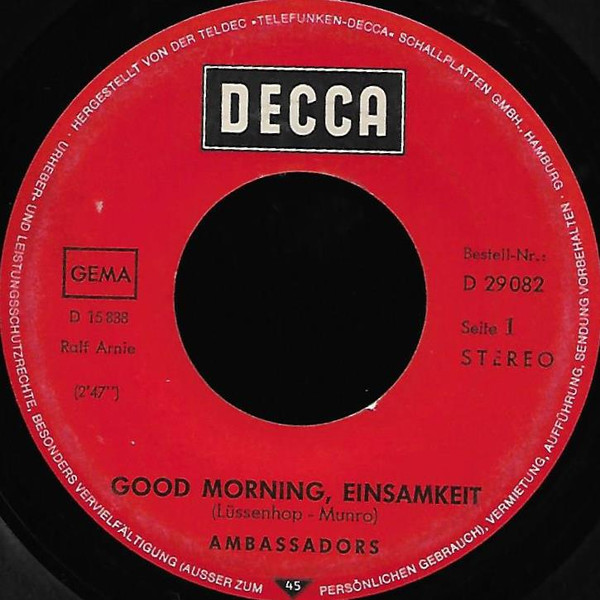 · HERGESTELLT VON DER TELDEC »TELEFUNKEN-DECCA« SCHALLPLATTEN GMBH., HAMBURG · URHEBER- UND LEISTUNGSSCHUTZRECHTE, BESONDERS VERVIELFÄLTIGUNG (AUSSER ZUM PERSÖNLICHEN GEBRAUCH), VERMIETUNG, AUFFÜHRUNG, SENDUNG VORBEHALTEN ·
DECCA
GEMA
D 15 838
Ralf Arnie
(2'47")
Bestell-Nr.:
D 29 082
Seite 1
STEREO
GOOD MORNING, EINSAMKEIT
(Lüssenhop - Munro)
AMBASSADORS
45